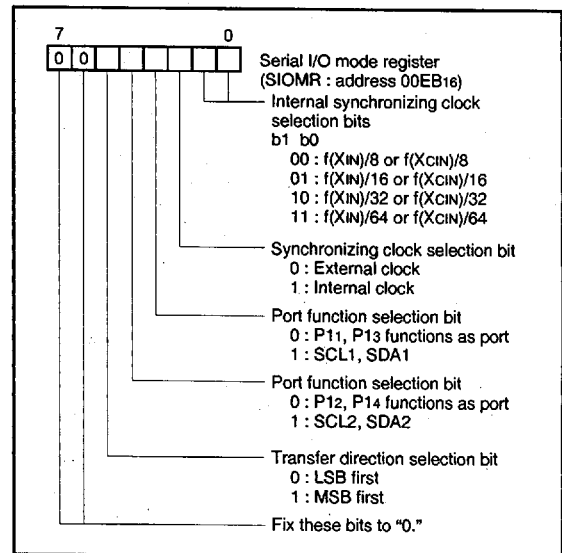 7 0
0 0
Serial I/O mode register
(SIOMR : address 00EB16)
Internal synchronizing clock
selection bits
b1 b0
00 : f(XIN)/8 or f(XCIN)/8
01 : f(XIN)/16 or f(XCIN)/16
10 : f(XIN)/32 or f(XCIN)/32
11 : f(XIN)/64 or f(XCIN)/64
Synchronizing clock selection bit
0 : External clock
1 : Internal clock
Port function selection bit
0 : P11, P13 functions as port
1 : SCL1, SDA1
Port function selection bit
0 : P12, P14 functions as port
1 : SCL2, SDA2
Transfer direction selection bit
0 : LSB first
1 : MSB first
Fix these bits to "0."